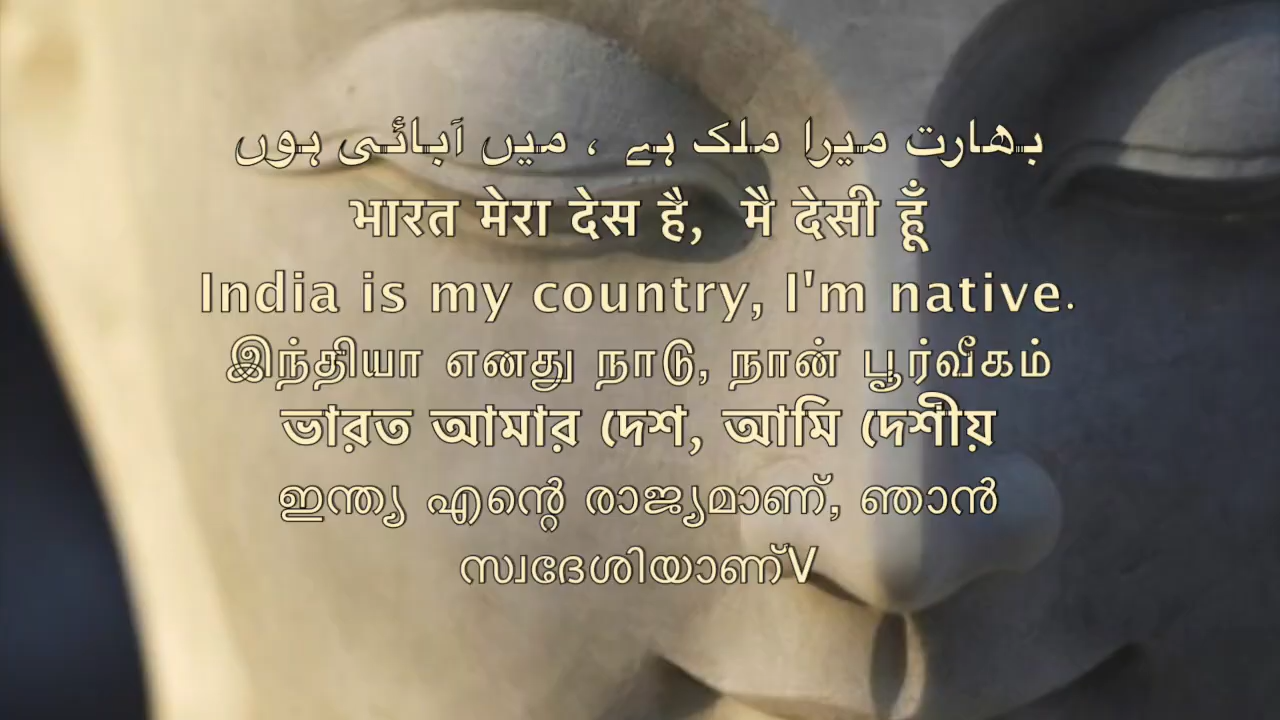 بھارت میرا ملک ہے ، میں آبائی ہوں
भारत मेरा देस है, मै देसी हूँ
India is my country, I'm native.
இந்தியா எனது நாடு, நான் பூர்வீகம்
ভারত আমার দেশ, আমি দেশীয়
ഇന്ത്യ എന്റെ രാജ്യമാണ്, ഞാൻ
സ്വദേശിയാണ്V